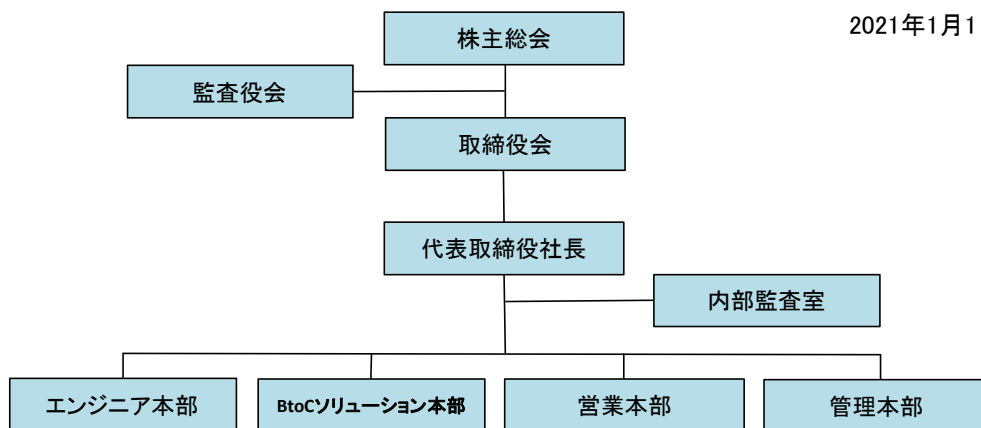 株主総会
2021年1月1
監査役会
取締役会
代表取締役社長
内部監査室
エンジニア本部
BtoCソリューション本部
営業本部
管理本部